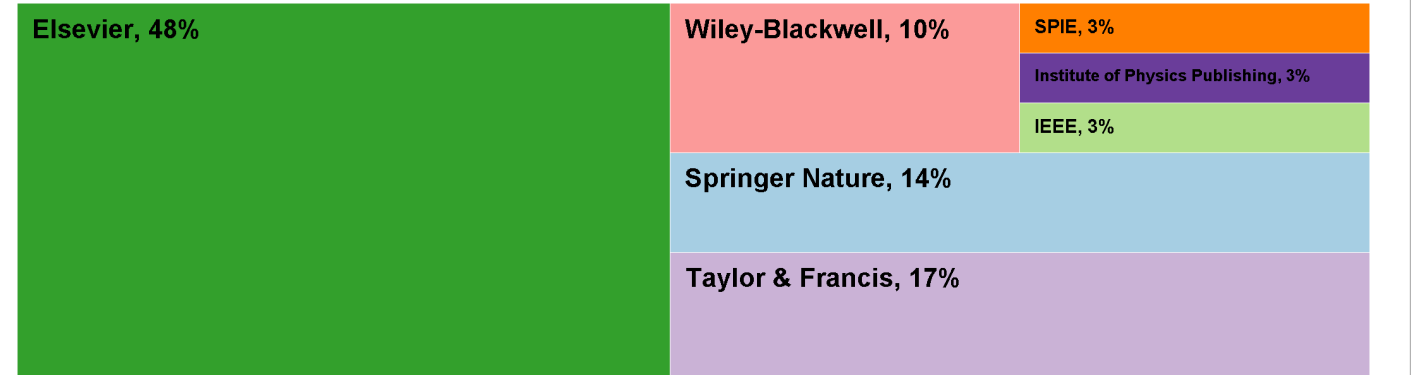 Elsevier, 48%
Wiley-Blackwell, 10%
SPIE, 3%
Institute of Physics Publishing, 3%
IEEE, 3%
Springer Nature, 14%
Taylor & Francis, 17%